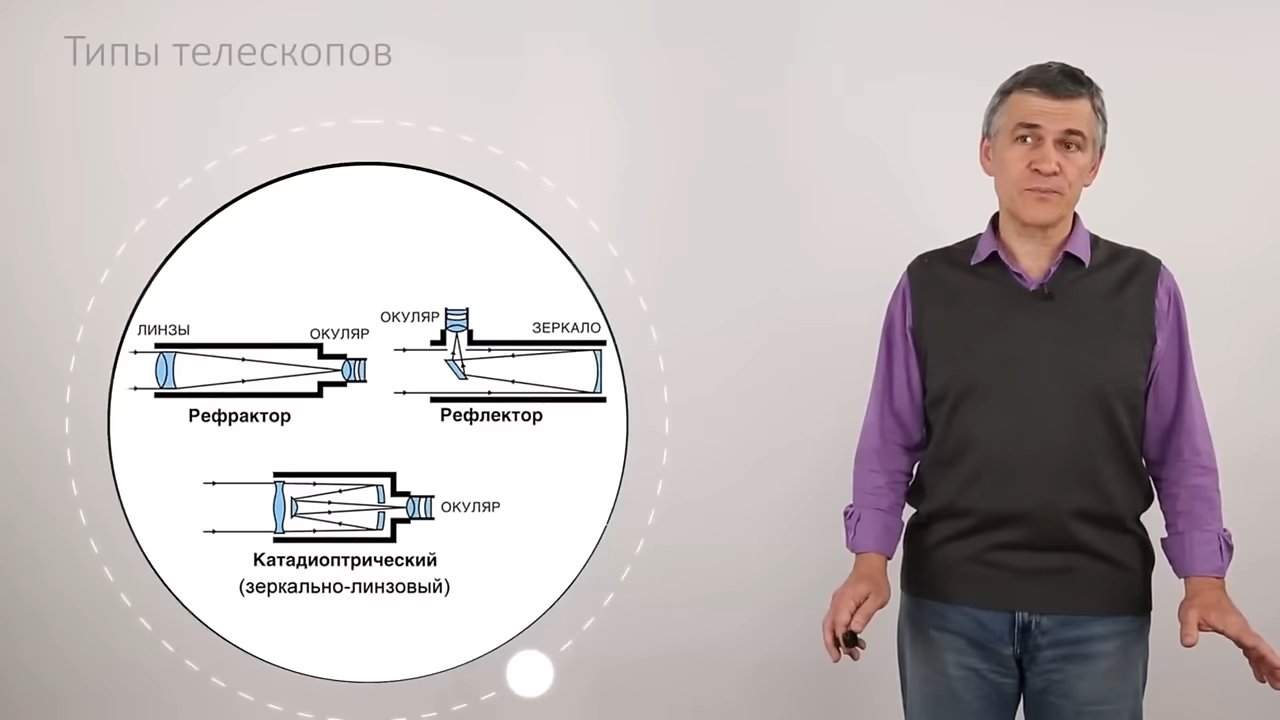 Типы телескопов
ЛИНЗЫ
ОКУЛЯР
Рефрактор
ОКУЛЯР
ЗЕРКАЛО
Рефлектор
ОКУЛЯР
Катадиоптрический
(зеркально-линзовый)